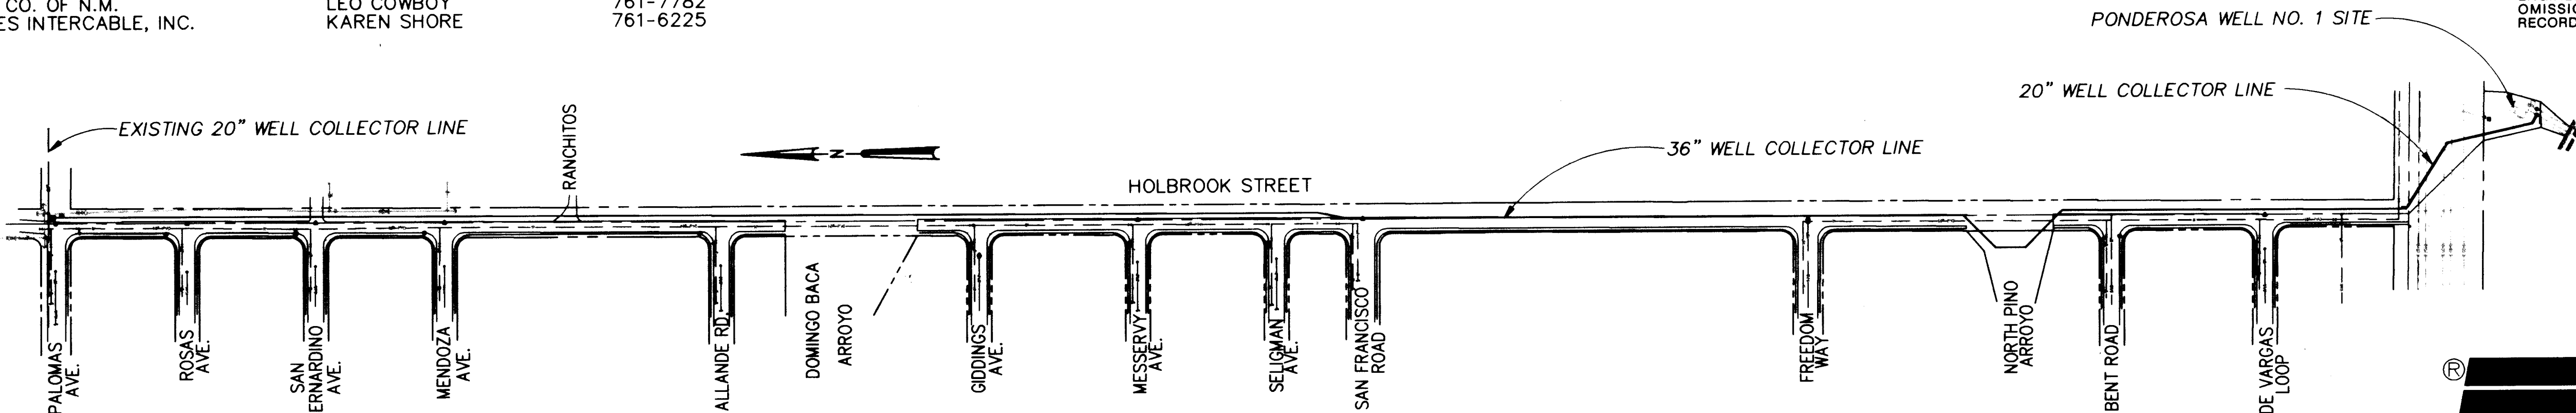 CO. OF N.M. LEO COWBOY 761-7782
ES INTERCABLE, INC. KAREN SHORE 761-6225
OMISSIO
RECORD
PONDEROSA WELL NO. 1 SITE
20" WELL COLLECTOR LINE
EXISTING 20" WELL COLLECTOR LINE
RANCHITOS
N
36" WELL COLLECTOR LINE
HOLBROOK STREET
PALOMAS
AVE.
ROSAS
AVE.
SAN
ERNARDINO
AVE.
MENDOZA
AVE.
ALLANDE RD.
DOMINGO BACA
ARROYO
GIDDINGS
AVE.
MESSERVY
AVE.
SELIGMAN
AVE.
SAN FRANCISCO
ROAD
FREEDOM
WAY
NORTH PINO
ARROYO
BENT ROAD
DE VARGAS
LOOP
®